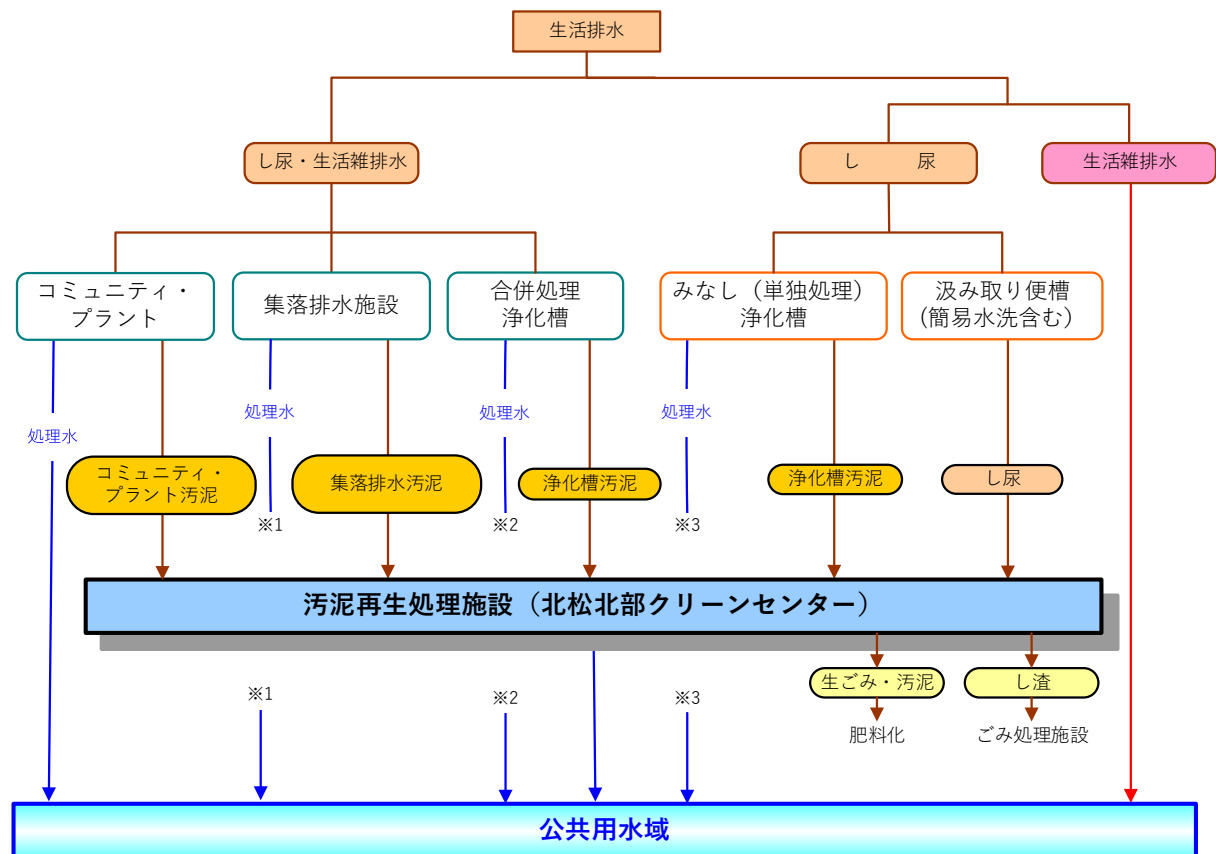 生活排水
し尿・生活雑排水
し　　尿
生活雑排水
コミュニティ・
プラント
集落排水施設
合併処理
浄化槽
みなし（単独処理）
浄化槽
汲み取り便槽
(簡易水洗含む)
処理水
処理水
処理水
処理水
コミュニティ・
プラント汚泥
集落排水汚泥
浄化槽汚泥
浄化槽汚泥
し尿
※1
※2
※3
汚泥再生処理施設（北松北部クリーンセンター）
生ごみ・汚泥
し渣
※1
※2
※3
肥料化
ごみ処理施設
公共用水域